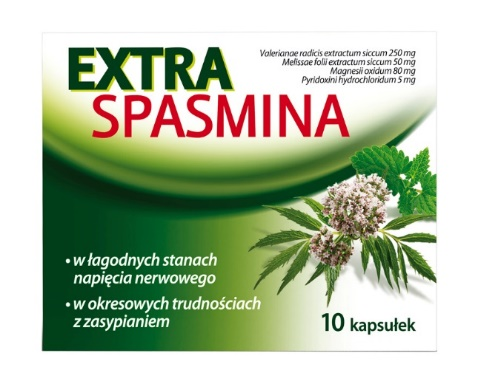 EXTRA
SPASMINA
Valerianae radicis extractum siccum 250 mg
Melissae folii extractum siccum 50 mg
Magnesii oxidum 80 mg
Pyridoxini hydrochloridum 5 mg
• w łagodnych stanach
napięcia nerwowego
• w okresowych trudnościach
z zasypianiem
10 kapsułek